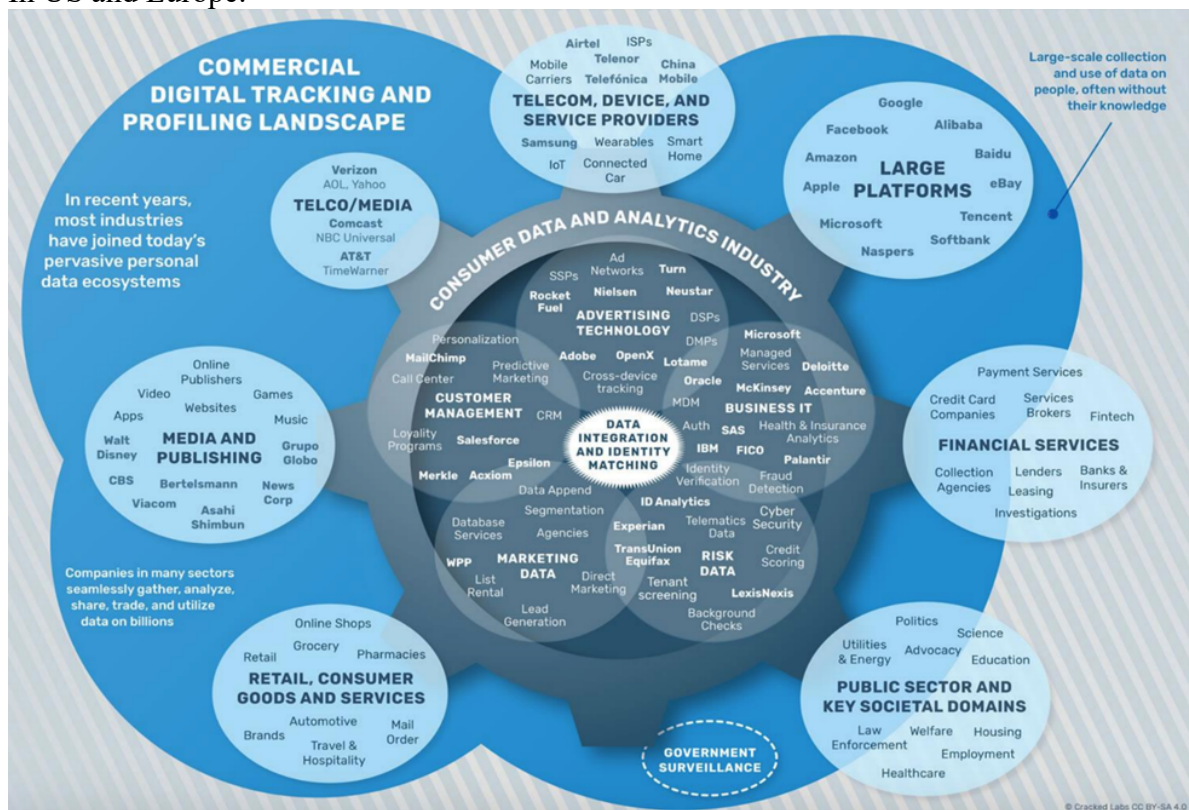 In US and Europe.
COMMERCIAL
DIGITAL TRACKING AND
PROFILING LANDSCAPE
In recent years,
most industries
have joined today's
pervasive personal
data ecosystems
Verizon
AOL, Yahoo
TELCO/MEDIA
Comcast
NBC Universal
AT&T
TimeWarner
Airtel
ISPs
Mobile
Carriers
Telenor
Telefónica
China
Mobile
TELECOM, DEVICE, AND
SERVICE PROVIDERS
Samsung
Wearables
Smart
Home
IoT
Connected
Car
Large-scale collection
and use of data on
people, often without
their knowledge
Google
Facebook
Alibaba
Amazon
Baidu
LARGE
PLATFORMS
Apple
eBay
Microsoft
Tencent
Naspers
Softbank
CONSUMER DATA AND ANALYTICS INDUSTRY
Ad
Networks
SSPs
Turn
Rocket
Fuel
Nielsen
Neustar
ADVERTISING
TECHNOLOGY
DSPs
DMPs
Adobe
OpenX
Lotame
Cross-device
tracking
Personalization
MailChimp
Predictive
Marketing
Call Center
CUSTOMER
MANAGEMENT
CRM
Loyality
Programs
Salesforce
Merkle
Acxiom
Epsilon
Microsoft
Managed
Services
Deloitte
Oracle
McKinsey
Accenture
MDM
BUSINESS IT
Auth
SAS
Health & Insurance
Analytics
IBM
FICO
Palantir
Identity
Verification
Fraud
Detection
DATA
INTEGRATION
AND IDENTITY
MATCHING
Data Append
Segmentation
Database
Services
Agencies
WPP
MARKETING
DATA
List
Rental
Direct
Marketing
Lead
Generation
ID Analytics
Experian
Telematics
Data
Cyber
Security
TransUnion
Equifax
RISK
DATA
Credit
Scoring
Tenant
screening
LexisNexis
Background
Checks
Online
Publishers
Video
Games
Apps
Websites
Music
Walt
Disney
MEDIA AND
PUBLISHING
Grupo
Globo
CBS
Bertelsmann
News
Corp
Viacom
Asahi
Shimbun
Payment Services
Credit Card
Companies
Services
Brokers
Fintech
FINANCIAL SERVICES
Collection
Agencies
Lenders
Leasing
Banks &
Insurers
Investigations
Companies in many sectors
seamlessly gather, analyze,
share, trade, and utilize
data on billions
Online Shops
Retail
Grocery
Pharmacies
RETAIL, CONSUMER
GOODS AND SERVICES
Automotive
Brands
Mail
Order
Travel &
Hospitality
GOVERNMENT
SURVEILLANCE
Politics
Science
Utilities
& Energy
Advocacy
Education
PUBLIC SECTOR AND
KEY SOCIETAL DOMAINS
Law
Enforcement
Welfare
Housing
Employment
Healthcare
© Cracked Labs CC BY-SA 4.0